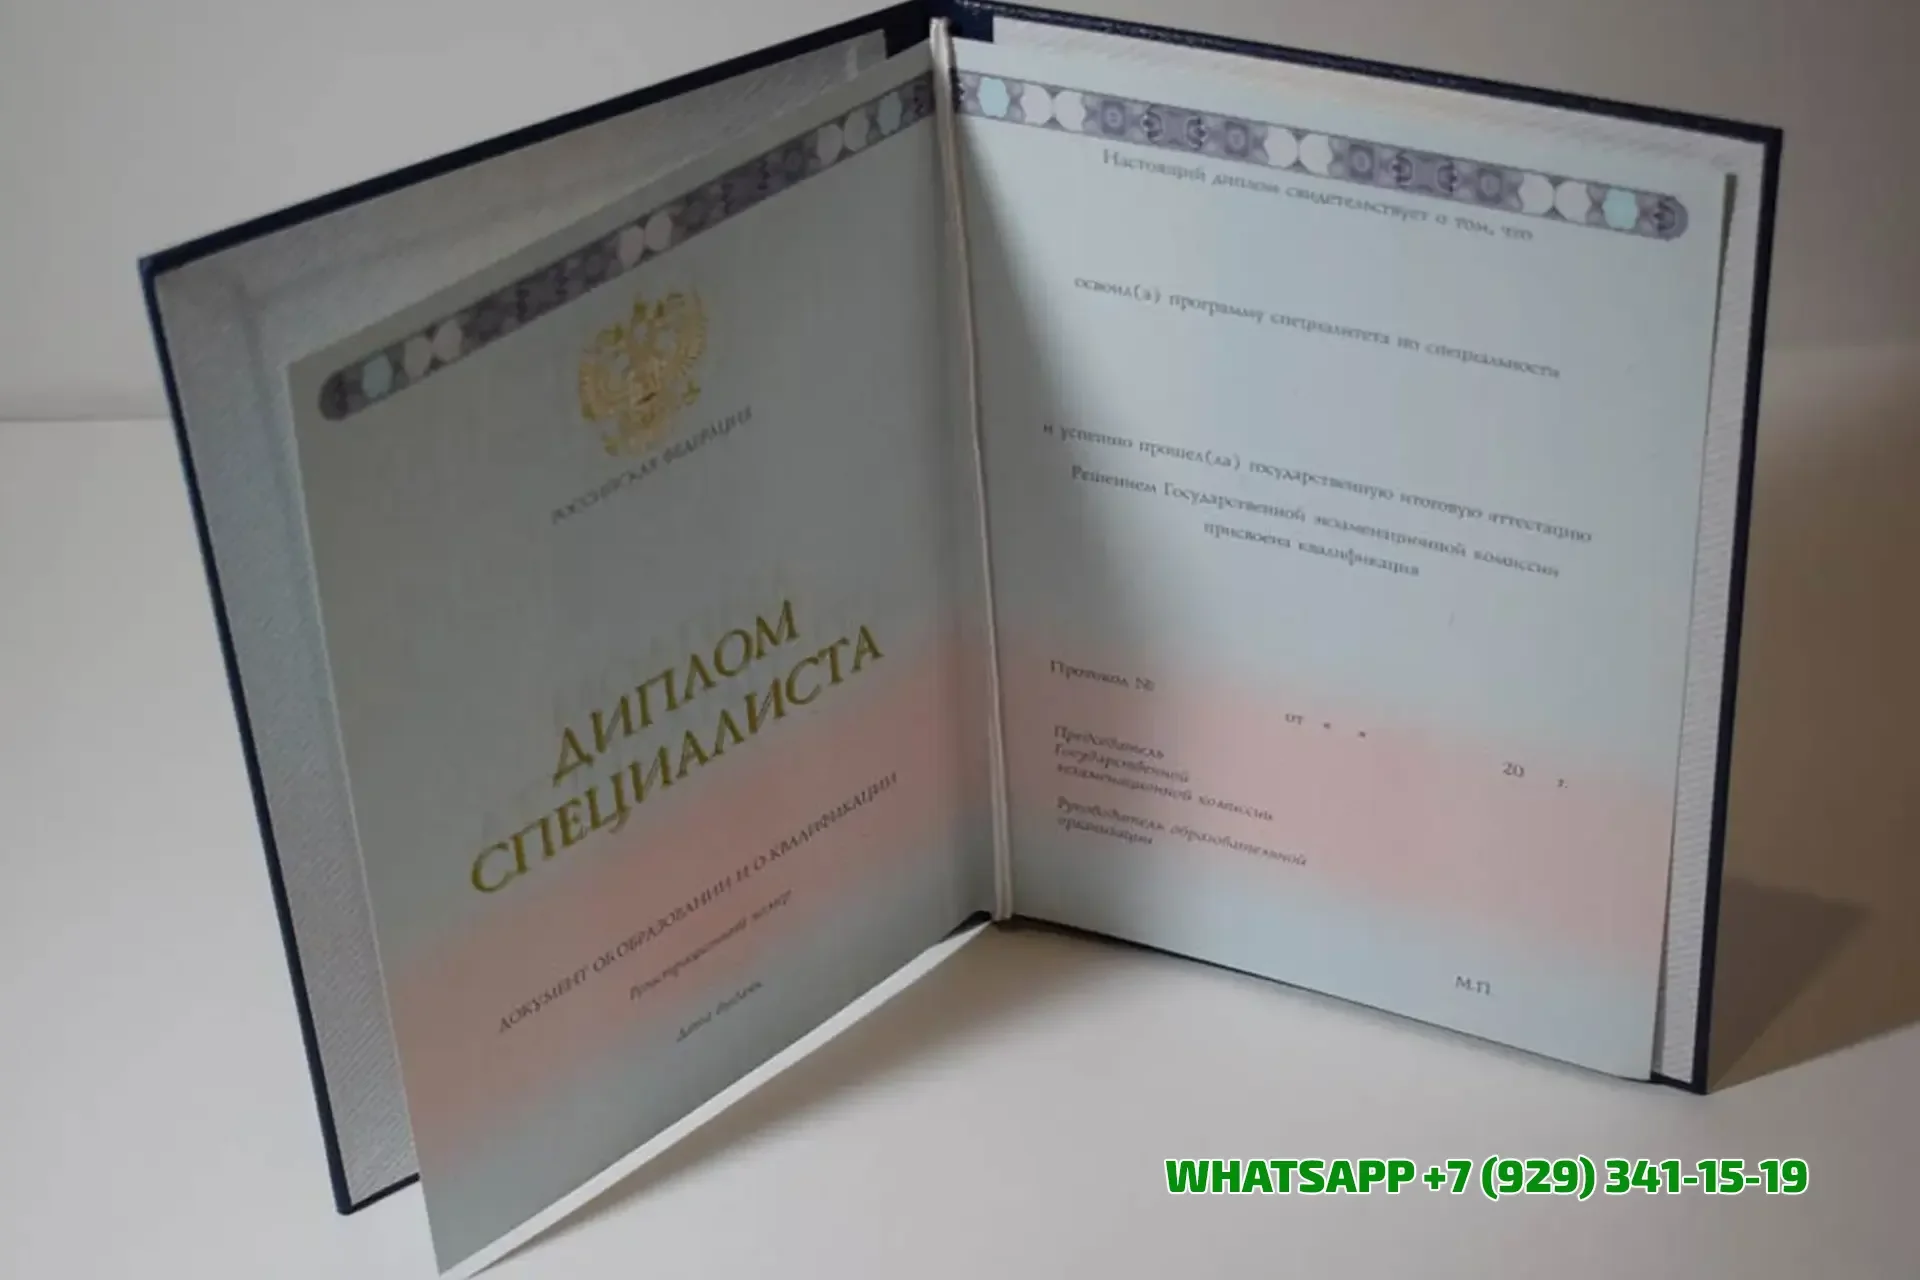 РОССИЙСКАЯ ФЕДЕРАЦИЯ
ДИПЛОМ
СПЕЦИАЛИСТА
ДОКУМЕНТ ОБ ОБРАЗОВАНИИ И О КВАЛИФИКАЦИИ
Регистрационный номер
Дата выдачи
Настоящий диплом свидетельствует о том, что
освоил(а) программу специалитета по специальности
и успешно прошел(ла) государственную итоговую аттестацию
Решением Государственной экзаменационной комиссии
присвоена квалификация
Протокол №
от « »
20 г.
Председатель
Государственной
экзаменационной комиссии
Руководитель образовательной
организации
М.П.
WHATSAPP +7 (929) 341-15-19